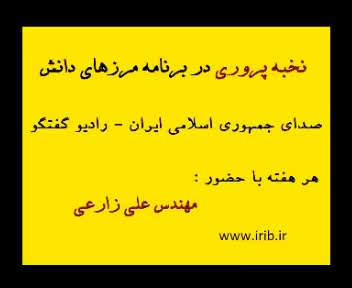 نخبه پروری در برنامه مرزهای دانش
صدای جمهوری اسلامی ایران - رادیو گفتگو
هر هفته با حضور :
مهندس علی زارعی
www.irib.ir